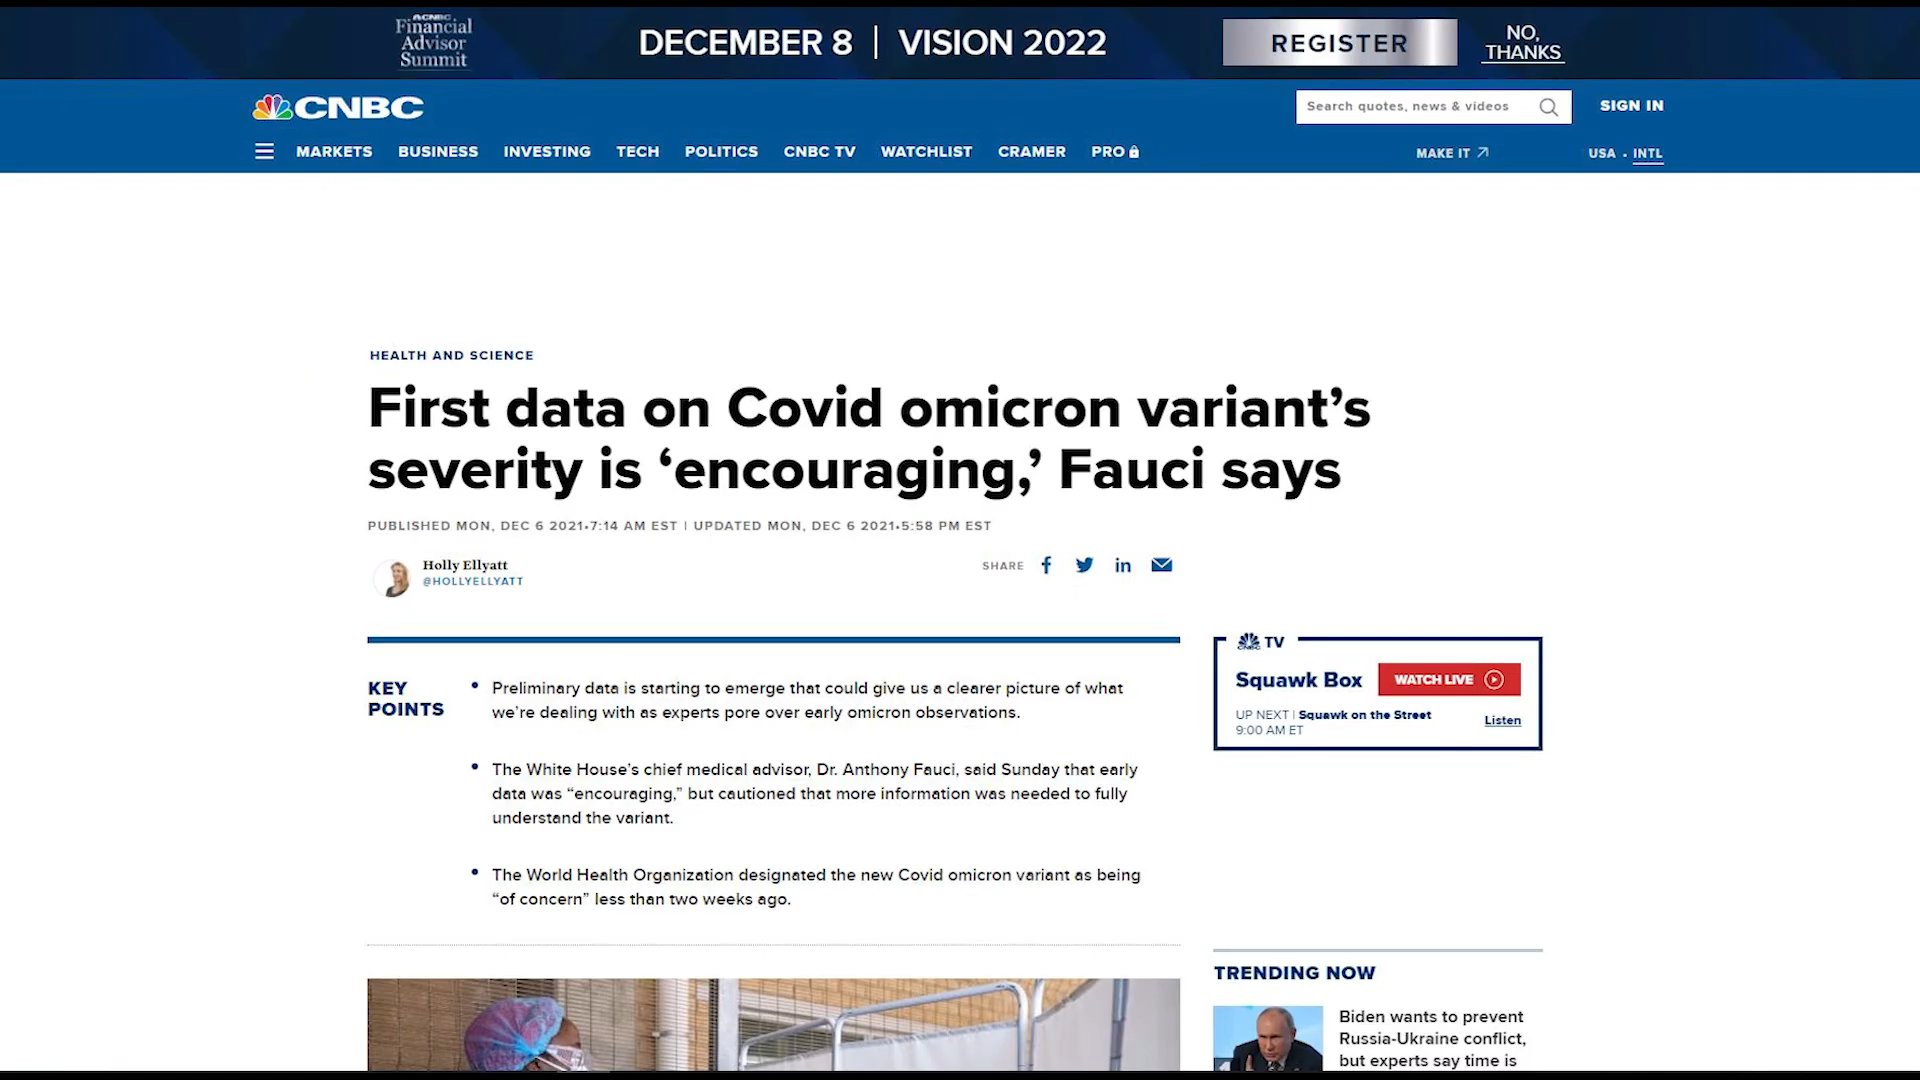 CNBC
Financial
Advisor
Summit
DECEMBER 8 | VISION 2022
REGISTER
NO,
THANKS
CNBC
Search quotes, news & videos
SIGN IN
MARKETS BUSINESS INVESTING TECH POLITICS CNBC TV WATCHLIST CRAMER PRO
MAKE IT
USA • INTL
HEALTH AND SCIENCE
First data on Covid omicron variant’s
severity is ‘encouraging,’ Fauci says
PUBLISHED MON, DEC 6 2021•7:14 AM EST | UPDATED MON, DEC 6 2021•5:58 PM EST
Holly Ellyatt
@HOLLYELLYATT
SHARE
KEY
POINTS
• Preliminary data is starting to emerge that could give us a clearer picture of what
we’re dealing with as experts pore over early omicron observations.
• The White House’s chief medical advisor, Dr. Anthony Fauci, said Sunday that early
data was “encouraging,” but cautioned that more information was needed to fully
understand the variant.
• The World Health Organization designated the new Covid omicron variant as being
“of concern” less than two weeks ago.
CNBC TV
Squawk Box
WATCH LIVE
UP NEXT | Squawk on the Street
9:00 AM ET
Listen
TRENDING NOW
Biden wants to prevent
Russia-Ukraine conflict,
but experts say time is